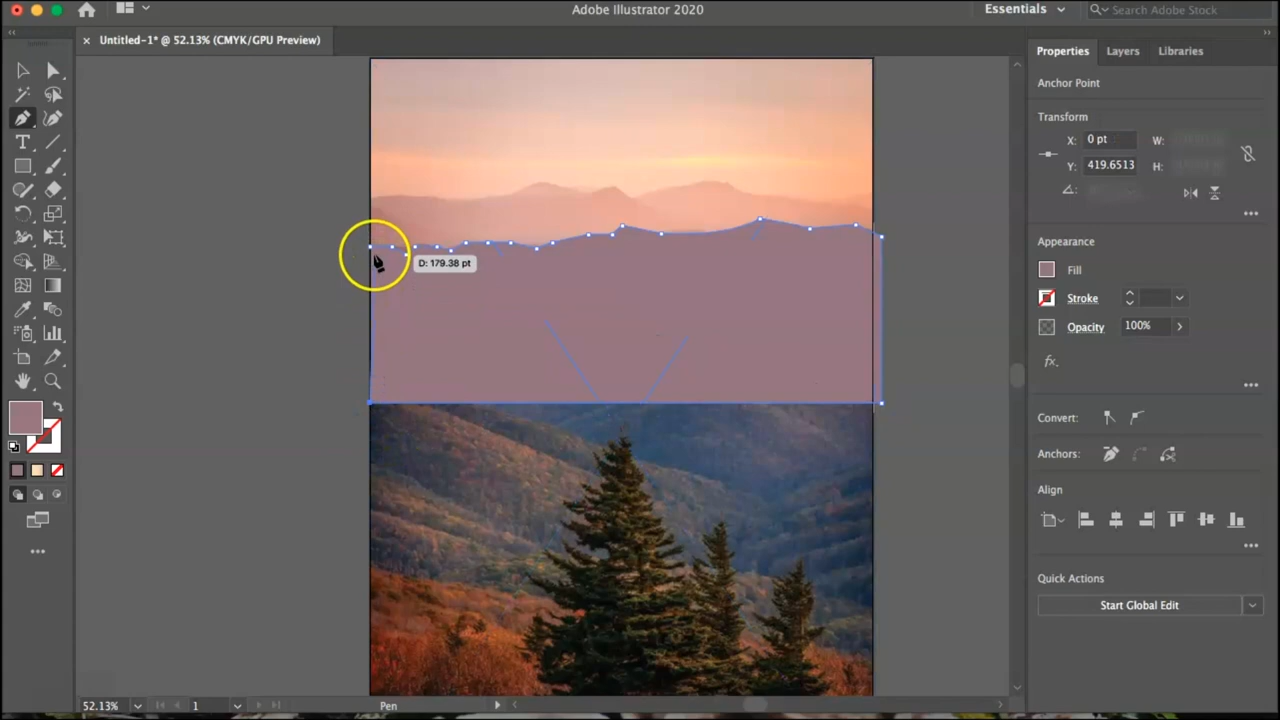 Adobe Illustrator 2020
Essentials
Search Adobe Stock
Untitled-1* @ 52.13% (CMYK/GPU Preview)
Properties
Layers
Libraries
Anchor Point
Transform
X:
0 pt
W:
Y:
419.6513
H:
Appearance
Fill
Stroke
Opacity
100%
fx.
D: 179.38 pt
T
Convert:
Anchors:
Align
Quick Actions
Start Global Edit
52.13%
1
Pen